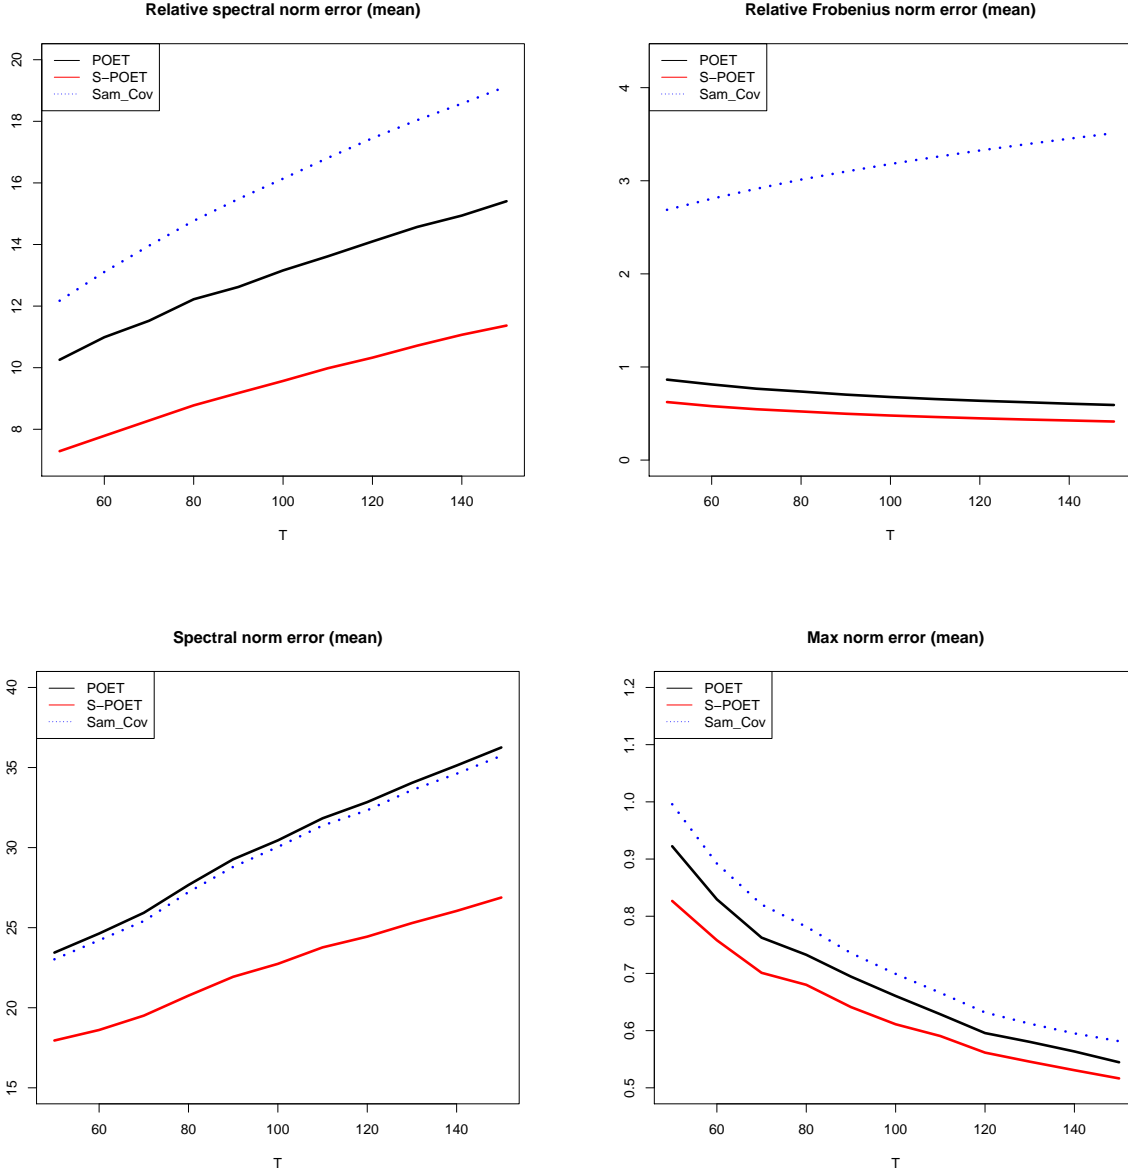 Relative spectral norm error (mean)
20
18
16
14
12
10
8
POET
S−POET
Sam_Cov
60 80 100 120 140
T
Relative Frobenius norm error (mean)
4
3
2
1
0
POET
S−POET
Sam_Cov
60 80 100 120 140
T
Spectral norm error (mean)
40
35
30
25
20
15
POET
S−POET
Sam_Cov
60 80 100 120 140
T
Max norm error (mean)
1.2
1.1
1.0
0.9
0.8
0.7
0.6
0.5
POET
S−POET
Sam_Cov
60 80 100 120 140
T